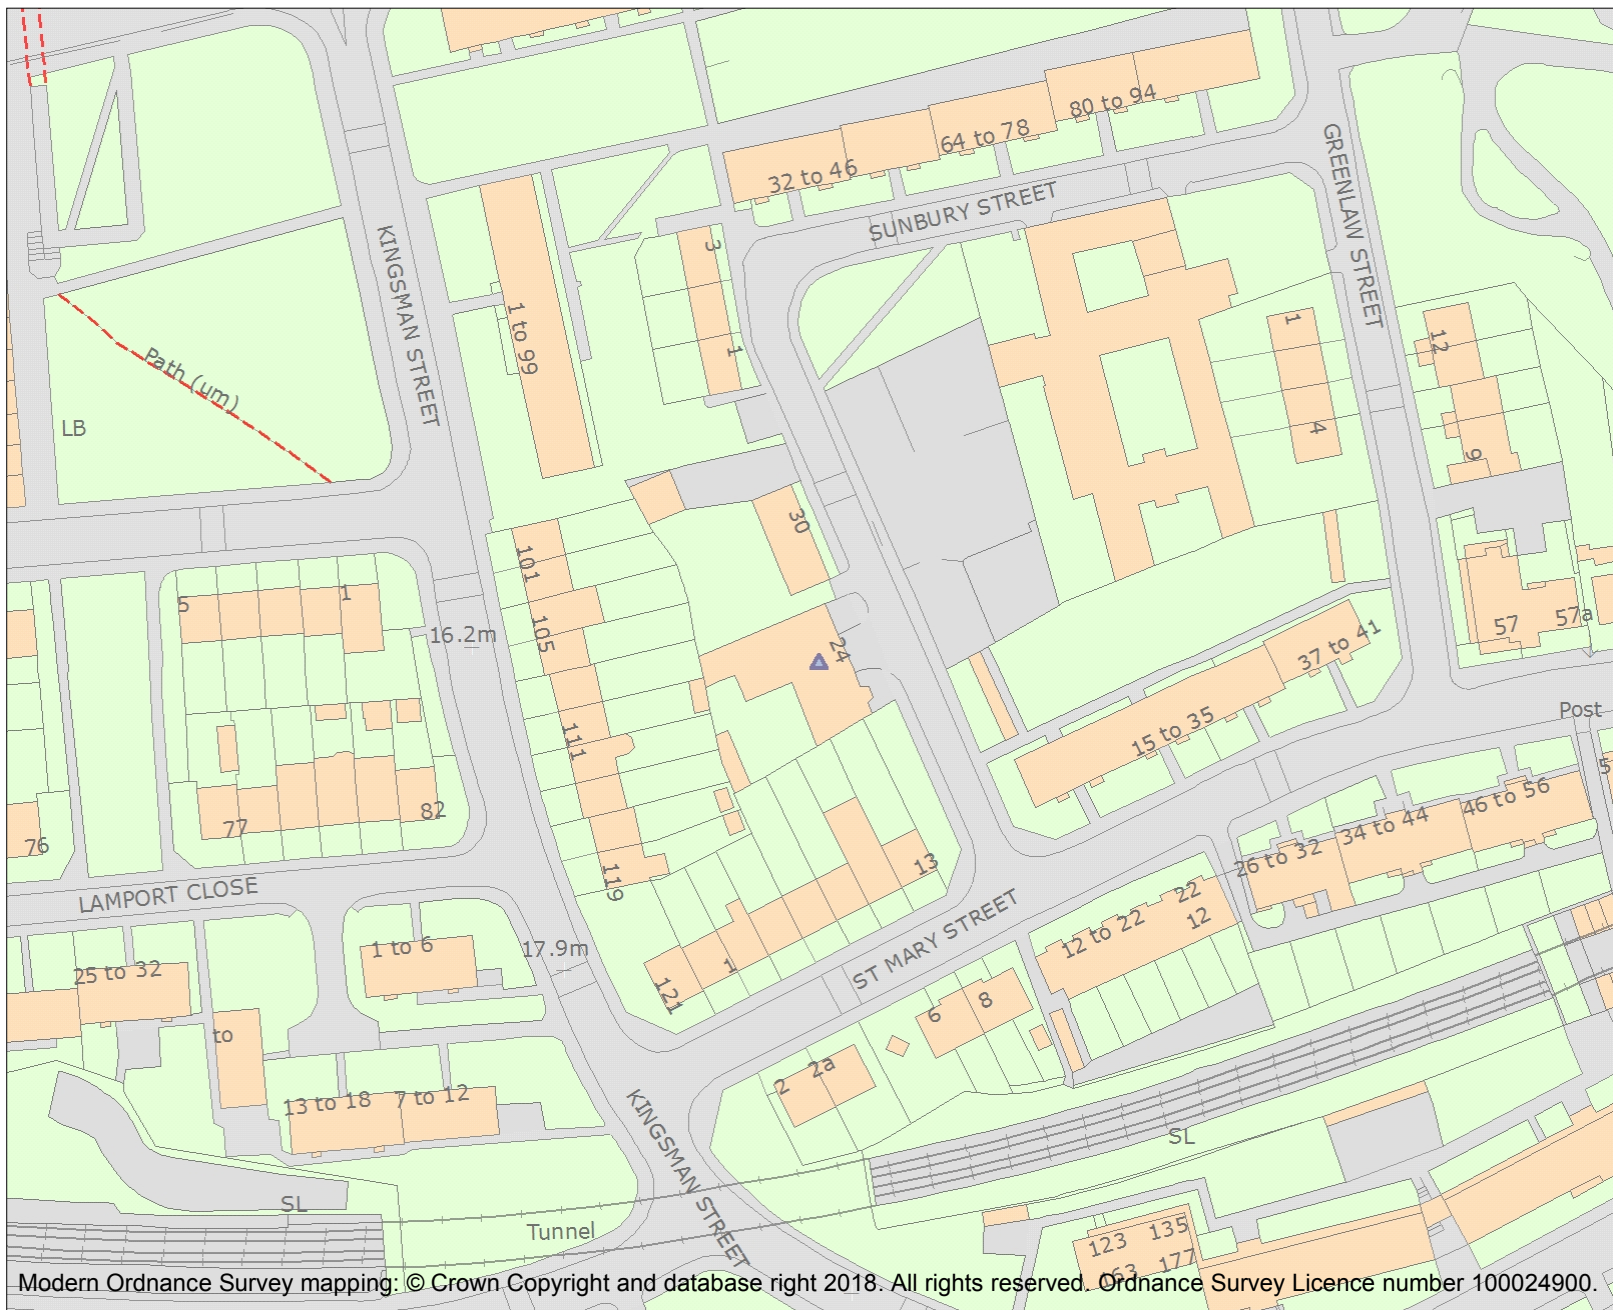 80 to 94
64 to 78
32 to 46
SUNBURY STREET
GREENLAW STREET
KINGSMAN STREET
3
1
1 to 99
1
4
12
9
Path (um)
LB
30
101
105
111
119
121
5
1
16.2m
24
57
57a
37 to 41
15 to 35
Post
77
82
76
13
1
46 to 56
34 to 44
26 to 32
5
LAMPORT CLOSE
22
12
12 to 22
ST MARY STREET
17.9m
1 to 6
25 to 32
to
6
8
2
2a
13 to 18
7 to 12
KINGSMAN STREET
SL
SL
Tunnel
123
135
163
177
Modern Ordnance Survey mapping: © Crown Copyright and database right 2018. All rights reserved. Ordnance Survey Licence number 100024900.